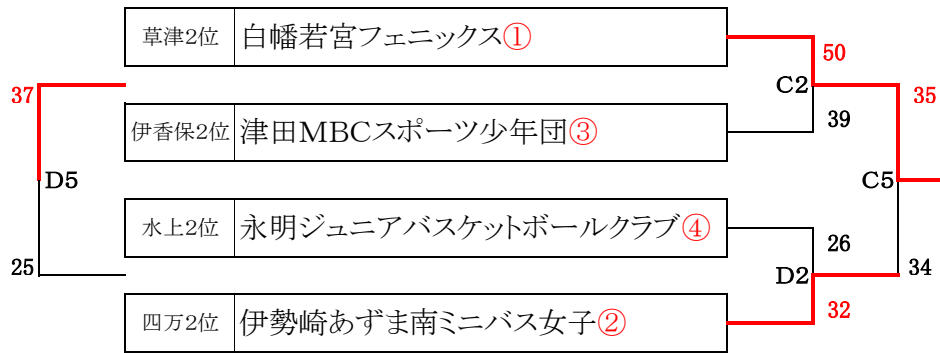 草津2位 白幡若宮フェニックス①
50
37
C2
35
伊香保2位 津田MBCスポーツ少年団③
39
D5
C5
水上2位 永明ジュニアバスケットボールクラブ④
26
25
34
D2
四万2位 伊勢崎あずま南ミニバス女子②
32